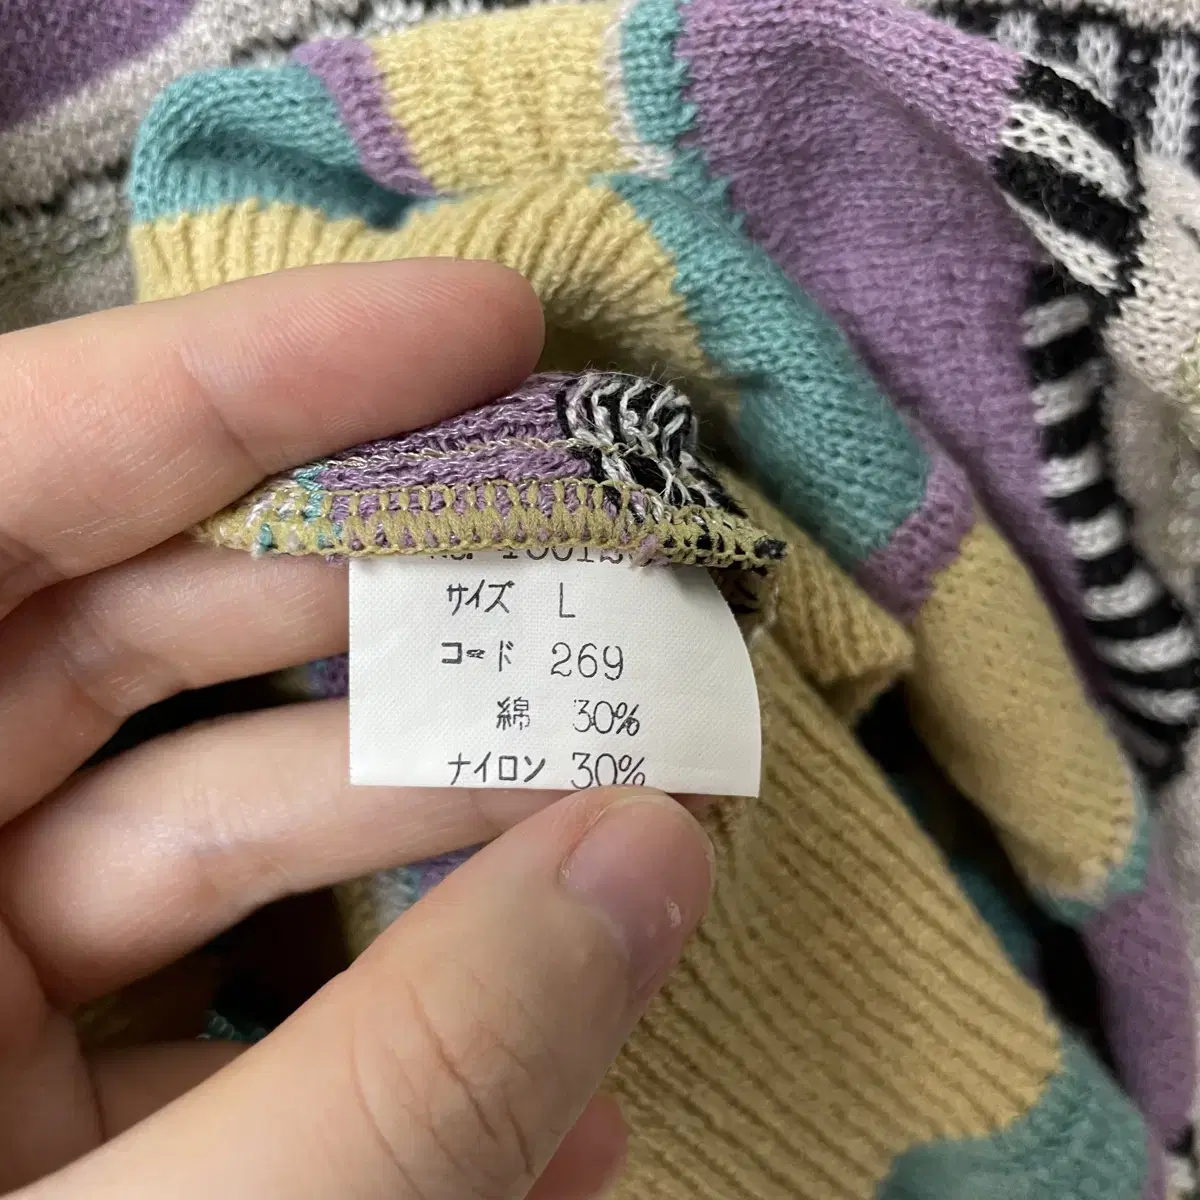 サイズ L
コード 269
綿 30%
ナイロン 30%